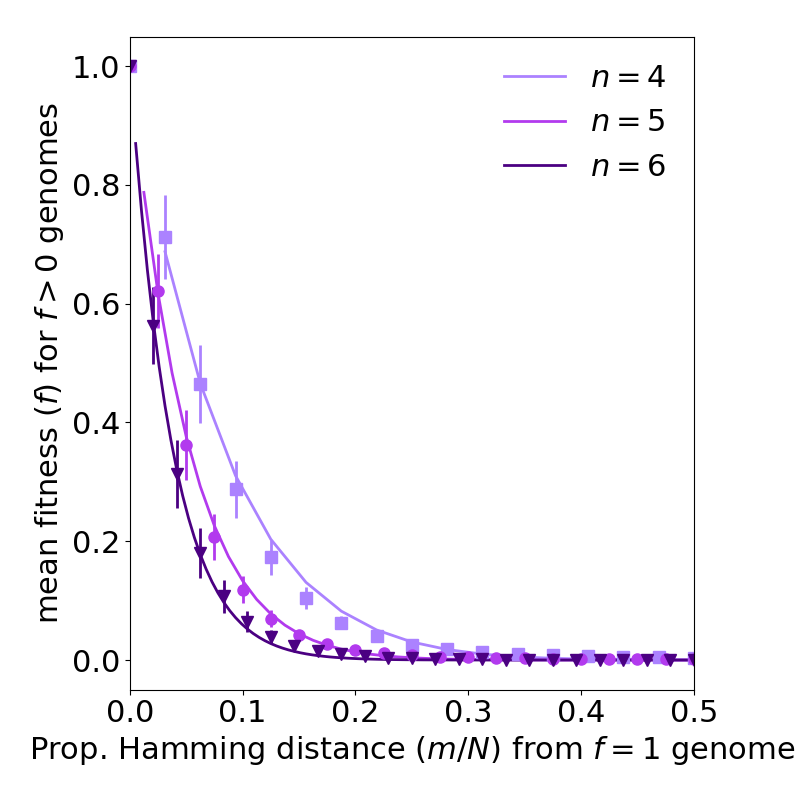 mean fitness (f) for f > 0 genomes
1.0
0.8
0.6
0.4
0.2
0.0
n = 4
n = 5
n = 6
0.0 0.1 0.2 0.3 0.4 0.5
Prop. Hamming distance (m/N) from f = 1 genome